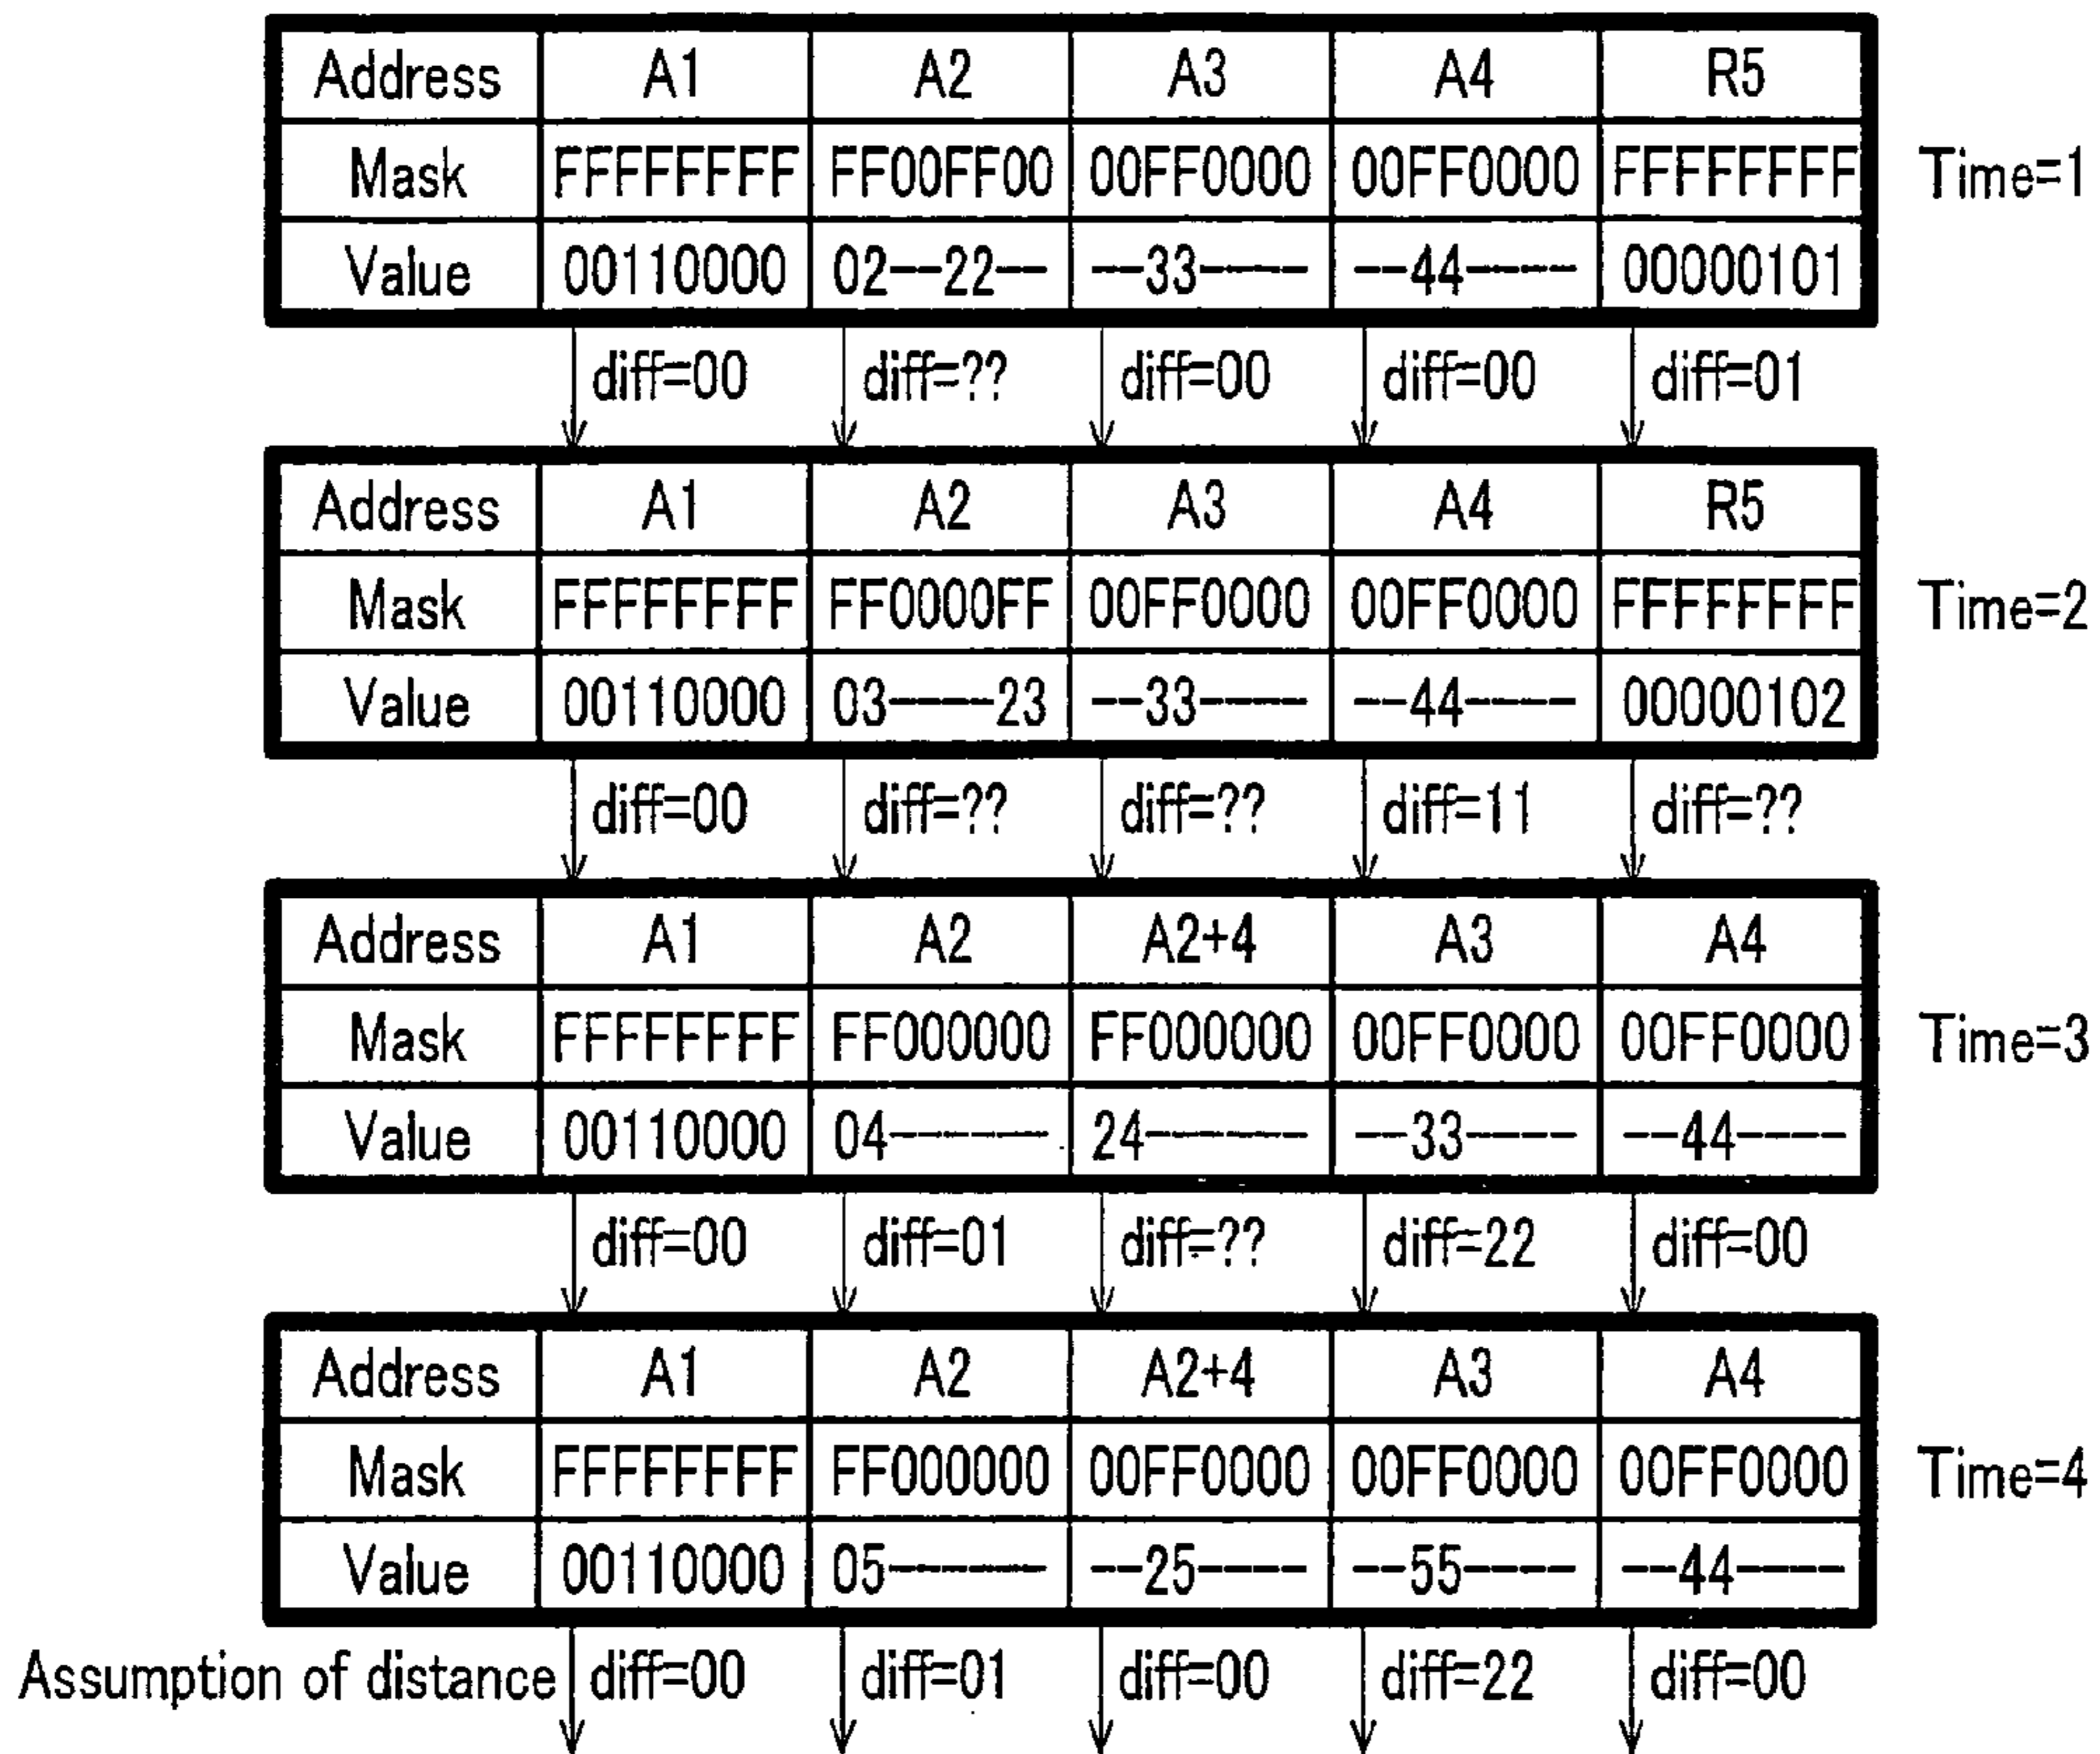 Address A1 A2 A3 A4 R5
Mask FFFFFFFF FF00FF00 00FF0000 00FF0000 FFFFFFFF Time=1
Value 00110000 02--22-- --33---- --44---- 00000101
diff=00 diff=?? diff=00 diff=00 diff=01
Address A1 A2 A3 A4 R5
Mask FFFFFFFF FF0000FF 00FF0000 00FF0000 FFFFFFFF Time=2
Value 00110000 03----23 --33---- --44---- 00000102
diff=00 diff=?? diff=?? diff=11 diff=??
Address A1 A2 A2+4 A3 A4
Mask FFFFFFFF FF000000 FF000000 00FF0000 00FF0000 Time=3
Value 00110000 04------ 24------ --33---- --44----
diff=00 diff=01 diff=?? diff=22 diff=00
Address A1 A2 A2+4 A3 A4
Mask FFFFFFFF FF000000 00FF0000 00FF0000 00FF0000 Time=4
Value 00110000 05------ --25---- --55---- --44----
Assumption of distance diff=00 diff=01 diff=00 diff=22 diff=00